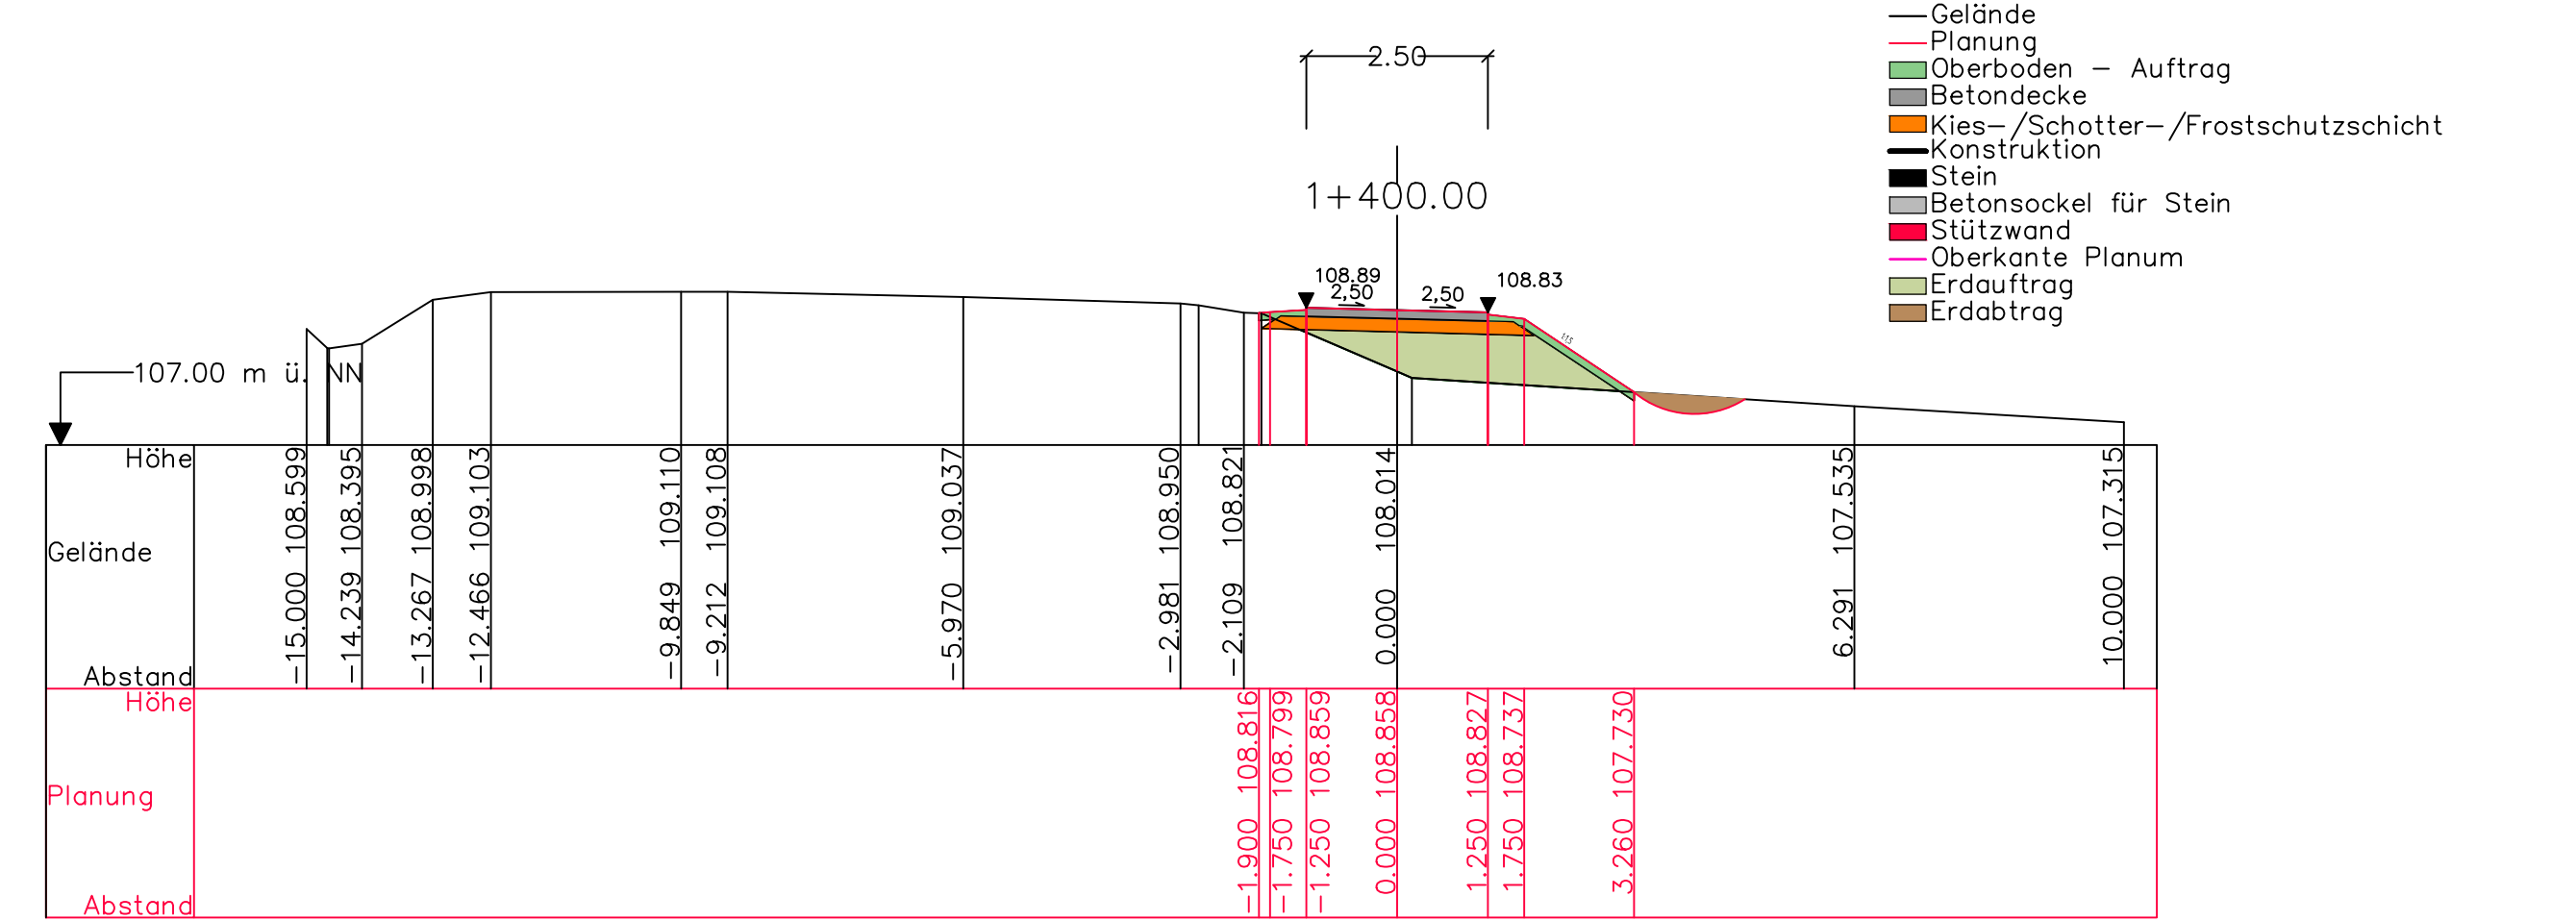 Gelände
Planung
Oberboden - Auftrag
Betondecke
Kies-/Schotter-/Frostschutzschicht
Konstruktion
Stein
Betonsockel für Stein
Stützwand
Oberkante Planum
Erdauftrag
Erdabtrag
2.50
1+400.00
108.89
2,50
2,50
108.83
1:1.5
107.00 m ü. NN
Höhe
Gelände
Abstand
-15.000 108.599
-14.239 108.395
-13.267 108.998
-12.466 109.103
-9.849 109.110
-9.212 109.108
-5.970 109.037
-2.981 108.950
-2.109 108.821
0.000 108.014
6.291 107.535
10.000 107.315
Höhe
Planung
Abstand
-1.900 108.816
-1.750 108.799
-1.250 108.859
0.000 108.858
1.250 108.827
1.750 108.737
3.260 107.730